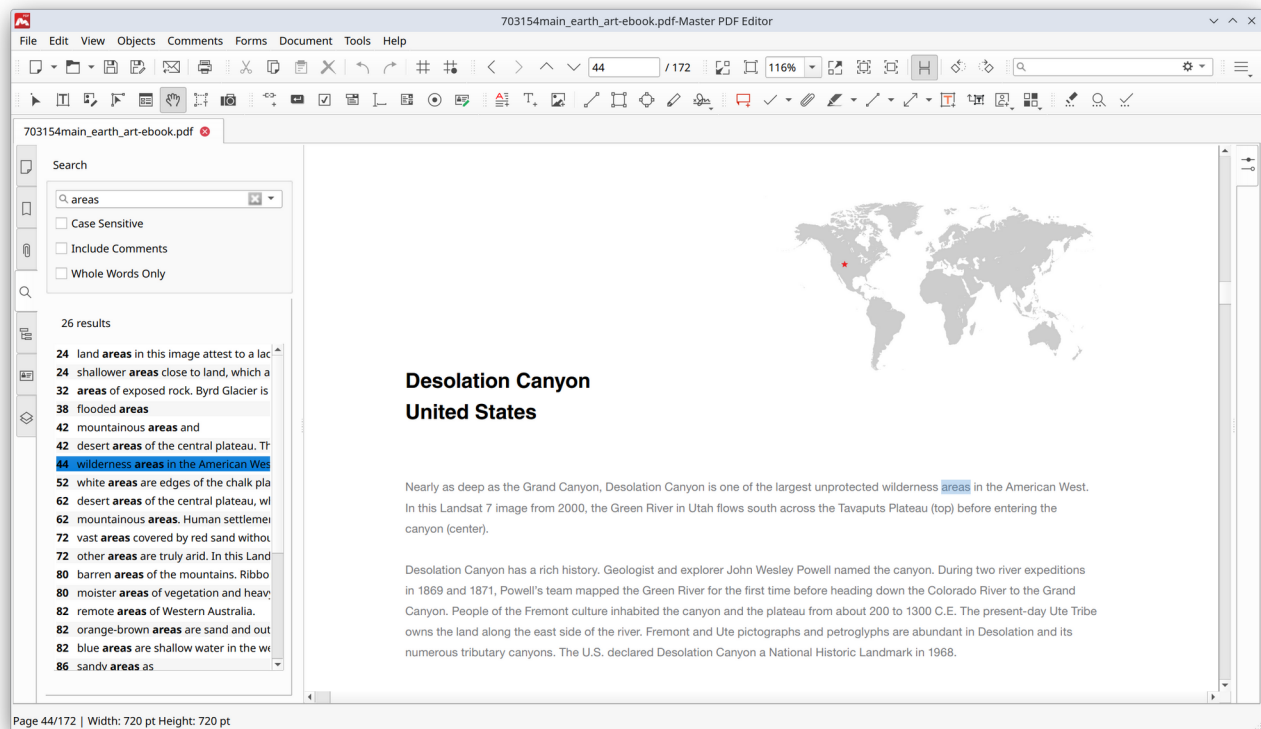 703154main_earth_art-ebook.pdf-Master PDF Editor
File Edit View Objects Comments Forms Document Tools Help
44 / 172 116%
703154main_earth_art-ebook.pdf
Search
areas
Case Sensitive
Include Comments
Whole Words Only
26 results
24 land areas in this image attest to a lac
24 shallower areas close to land, which a
32 areas of exposed rock. Byrd Glacier is
38 flooded areas
42 mountainous areas and
42 desert areas of the central plateau. Th
44 wilderness areas in the American Wes
52 white areas are edges of the chalk pla
62 desert areas of the central plateau, wl
62 mountainous areas. Human settlemer
72 vast areas covered by red sand withou
72 other areas are truly arid. In this Land
80 barren areas of the mountains. Ribbo
80 moister areas of vegetation and heavy
82 remote areas of Western Australia.
82 orange-brown areas are sand and out
82 blue areas are shallow water in the we
86 sandy areas as
Desolation Canyon
United States
Nearly as deep as the Grand Canyon, Desolation Canyon is one of the largest unprotected wilderness areas in the American West.
In this Landsat 7 image from 2000, the Green River in Utah flows south across the Tavaputs Plateau (top) before entering the
canyon (center).
Desolation Canyon has a rich history. Geologist and explorer John Wesley Powell named the canyon. During two river expeditions
in 1869 and 1871, Powell's team mapped the Green River for the first time before heading down the Colorado River to the Grand
Canyon. People of the Fremont culture inhabited the canyon and the plateau from about 200 to 1300 C.E. The present-day Ute Tribe
owns the land along the east side of the river. Fremont and Ute pictographs and petroglyphs are abundant in Desolation and its
numerous tributary canyons. The U.S. declared Desolation Canyon a National Historic Landmark in 1968.
Page 44/172 | Width: 720 pt Height: 720 pt